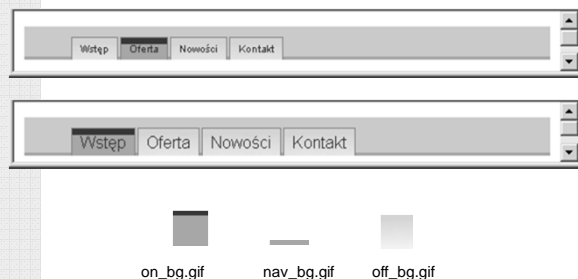 Wstęp Oferta Nowości Kontakt
Wstęp Oferta Nowości Kontakt
on_bg.gif nav_bg.gif off_bg.gif